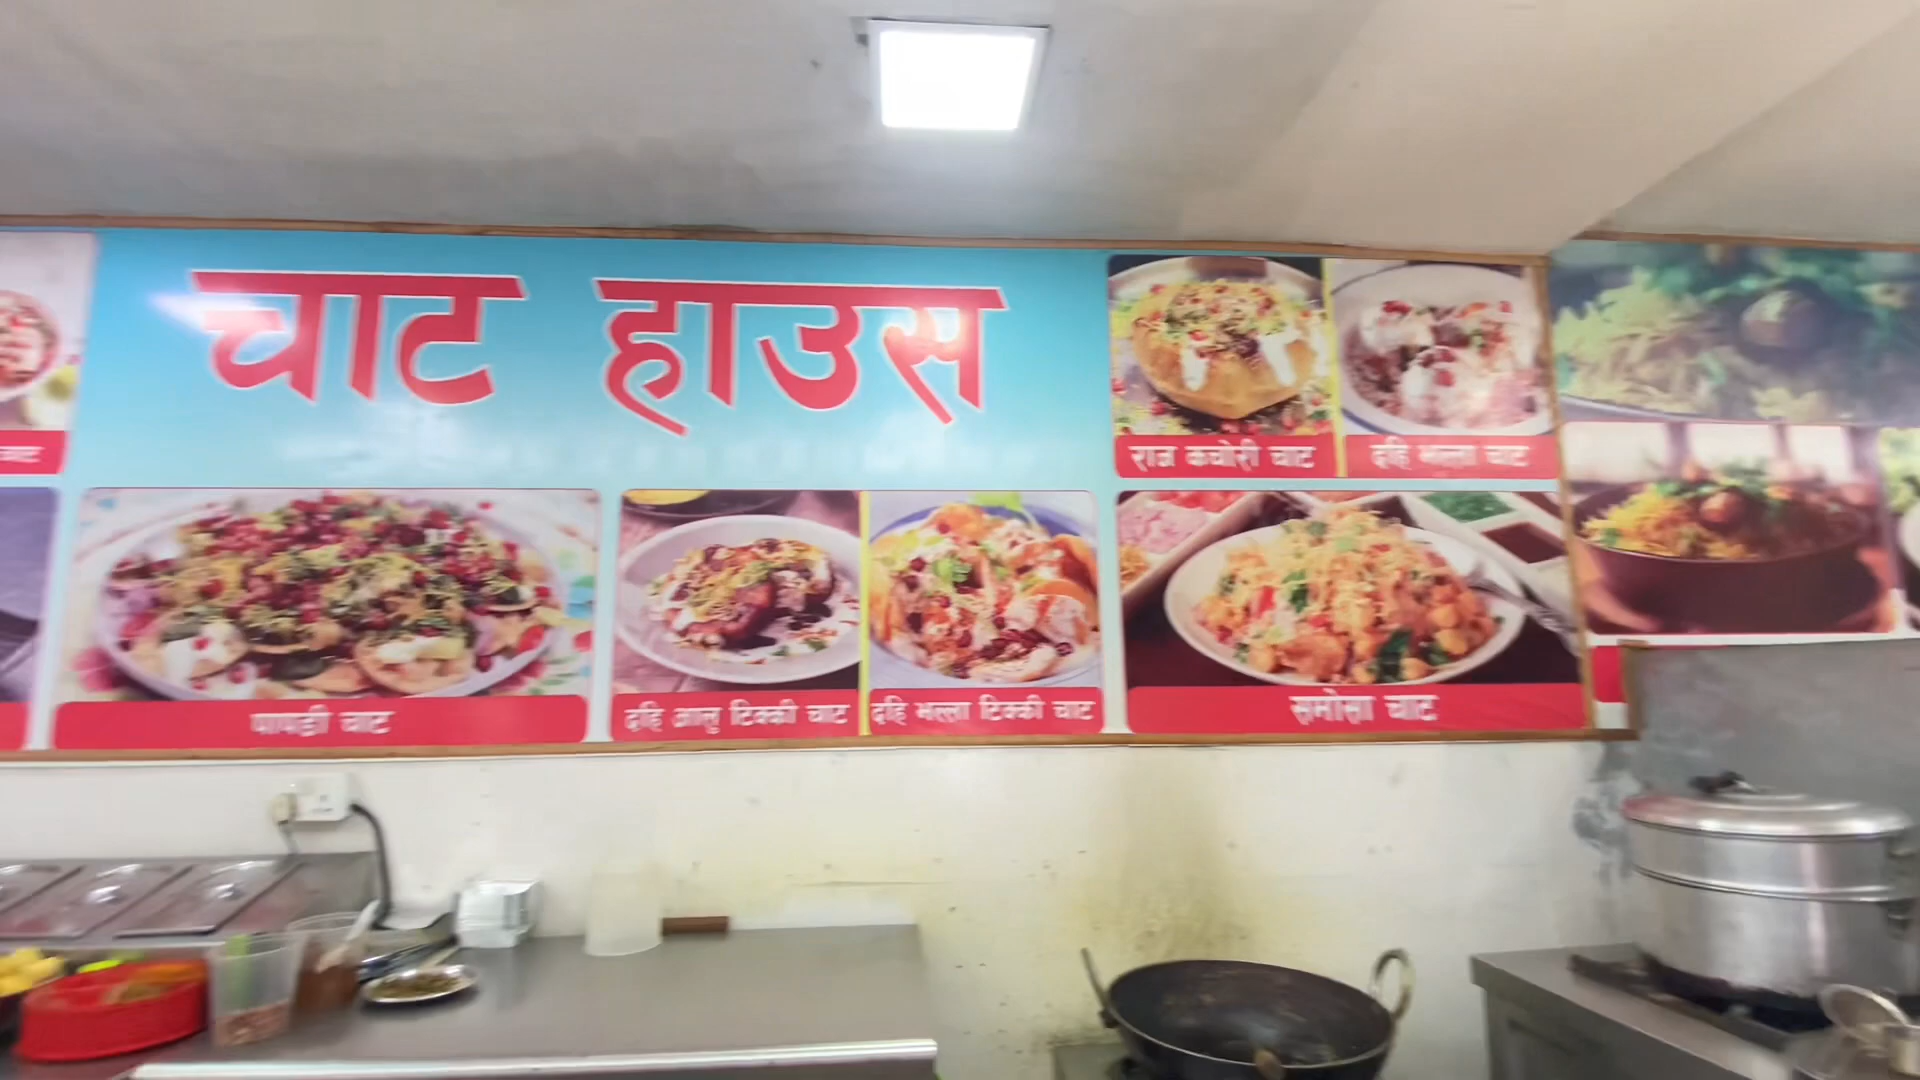 चाट हाउस
राज कचोरी चाट
दहि भल्ला चाट
चाट
पापडी चाट
दहि आलु टिक्की चाट
दहि भल्ला टिक्की चाट
समोसा चाट